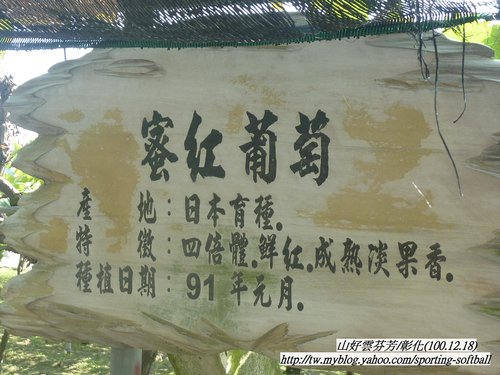 蜜紅葡萄
產地：日本育種.
特徵：四倍體.鮮紅.成熟淡果香.
種植日期：91年元月.
山好雲芬芳/彰化(100.12.18)
http://tw.myblog.yahoo.com/sporting-softball